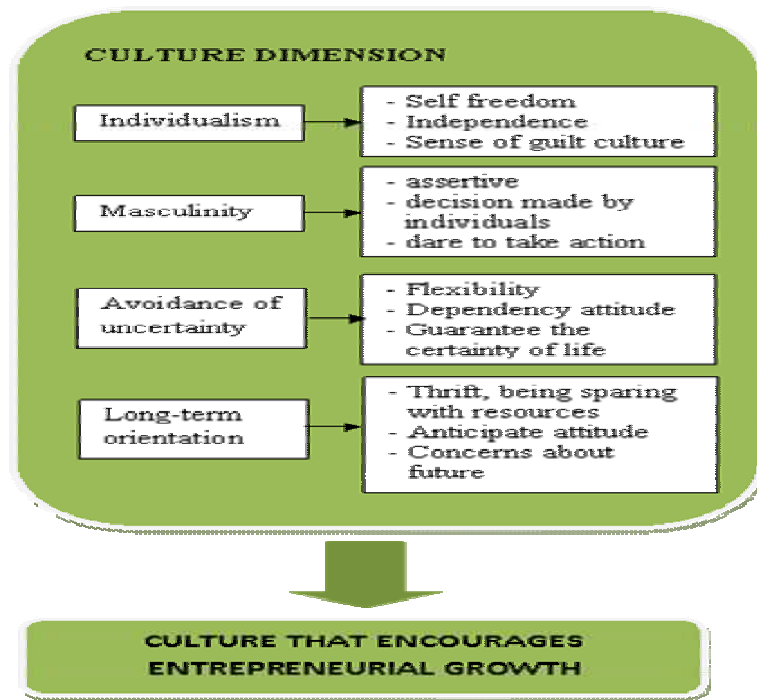 CULTURE DIMENSION
Individualism
- Self freedom
- Independence
- Sense of guilt culture
Masculinity
- assertive
- decision made by
individuals
- dare to take action
Avoidance of
uncertainty
- Flexibility
- Dependency attitude
- Guarantee the
certainty of life
Long-term
orientation
- Thrift, being sparing
with resources
- Anticipate attitude
- Concerns about
future
CULTURE THAT ENCOURAGES
ENTREPRENEURIAL GROWTH